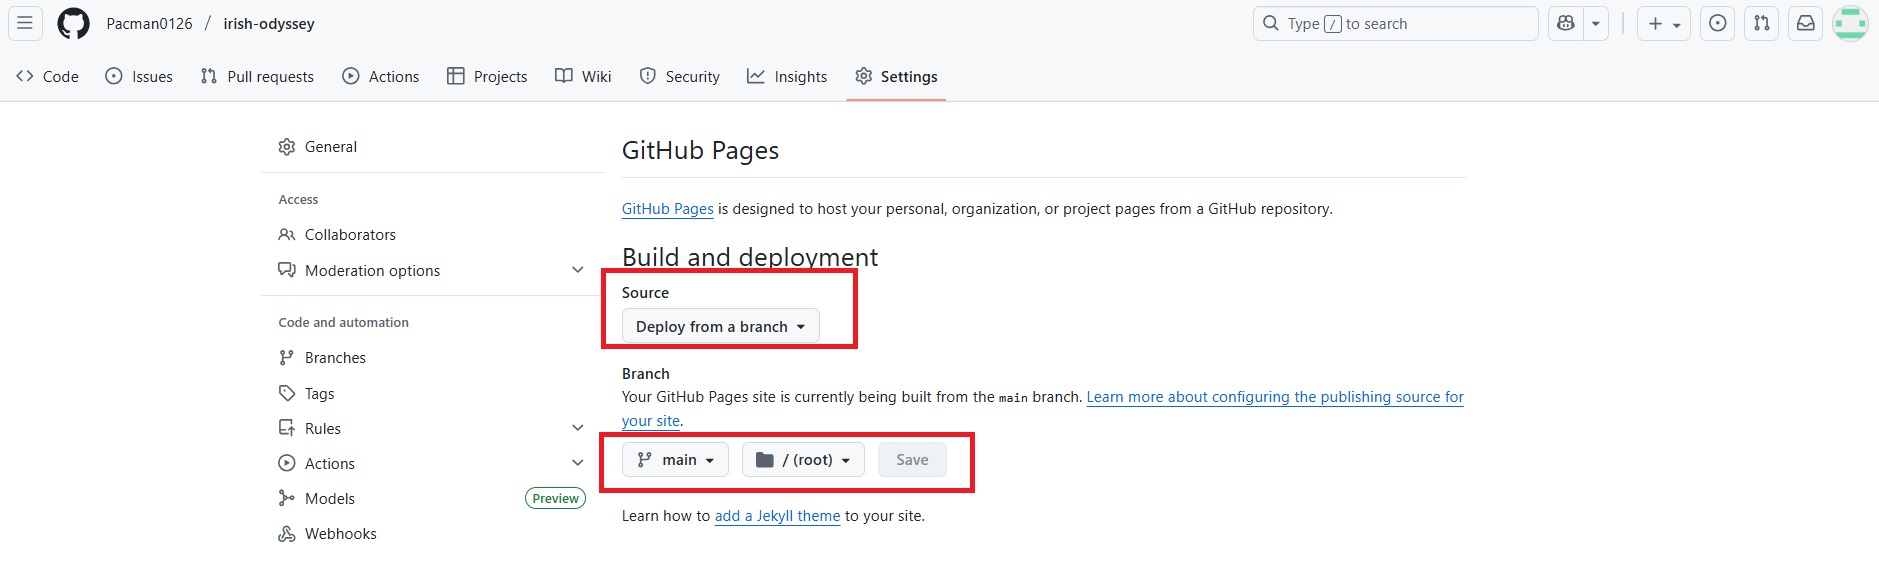 Pacman0126 / irish-odyssey
Type / to search
Code
Issues
Pull requests
Actions
Projects
Wiki
Security
Insights
Settings
General
Access
Collaborators
Moderation options
Code and automation
Branches
Tags
Rules
Actions
Models Preview
Webhooks
GitHub Pages
GitHub Pages is designed to host your personal, organization, or project pages from a GitHub repository.
Build and deployment
Source
Deploy from a branch
Branch
Your GitHub Pages site is currently being built from the main branch. Learn more about configuring the publishing source for
your site.
main / (root) Save
Learn how to add a Jekyll theme to your site.